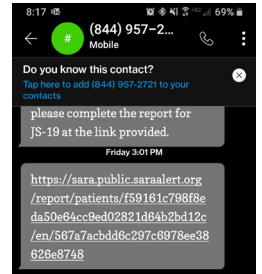 8:17
69%
(844) 957-2...
#
Mobile
Do you know this contact?
Tap here to add (844) 957-2721 to your
contacts
please complete the report for
JS-19 at the link provided.
Friday 3:01 PM
https://sara.public.saraalert.org
/report/patients/f59161c798f8e
da50e64cc9ed02821d64b2bd12c
/en/567a7acbdd6c297c6978ee38
626e8748